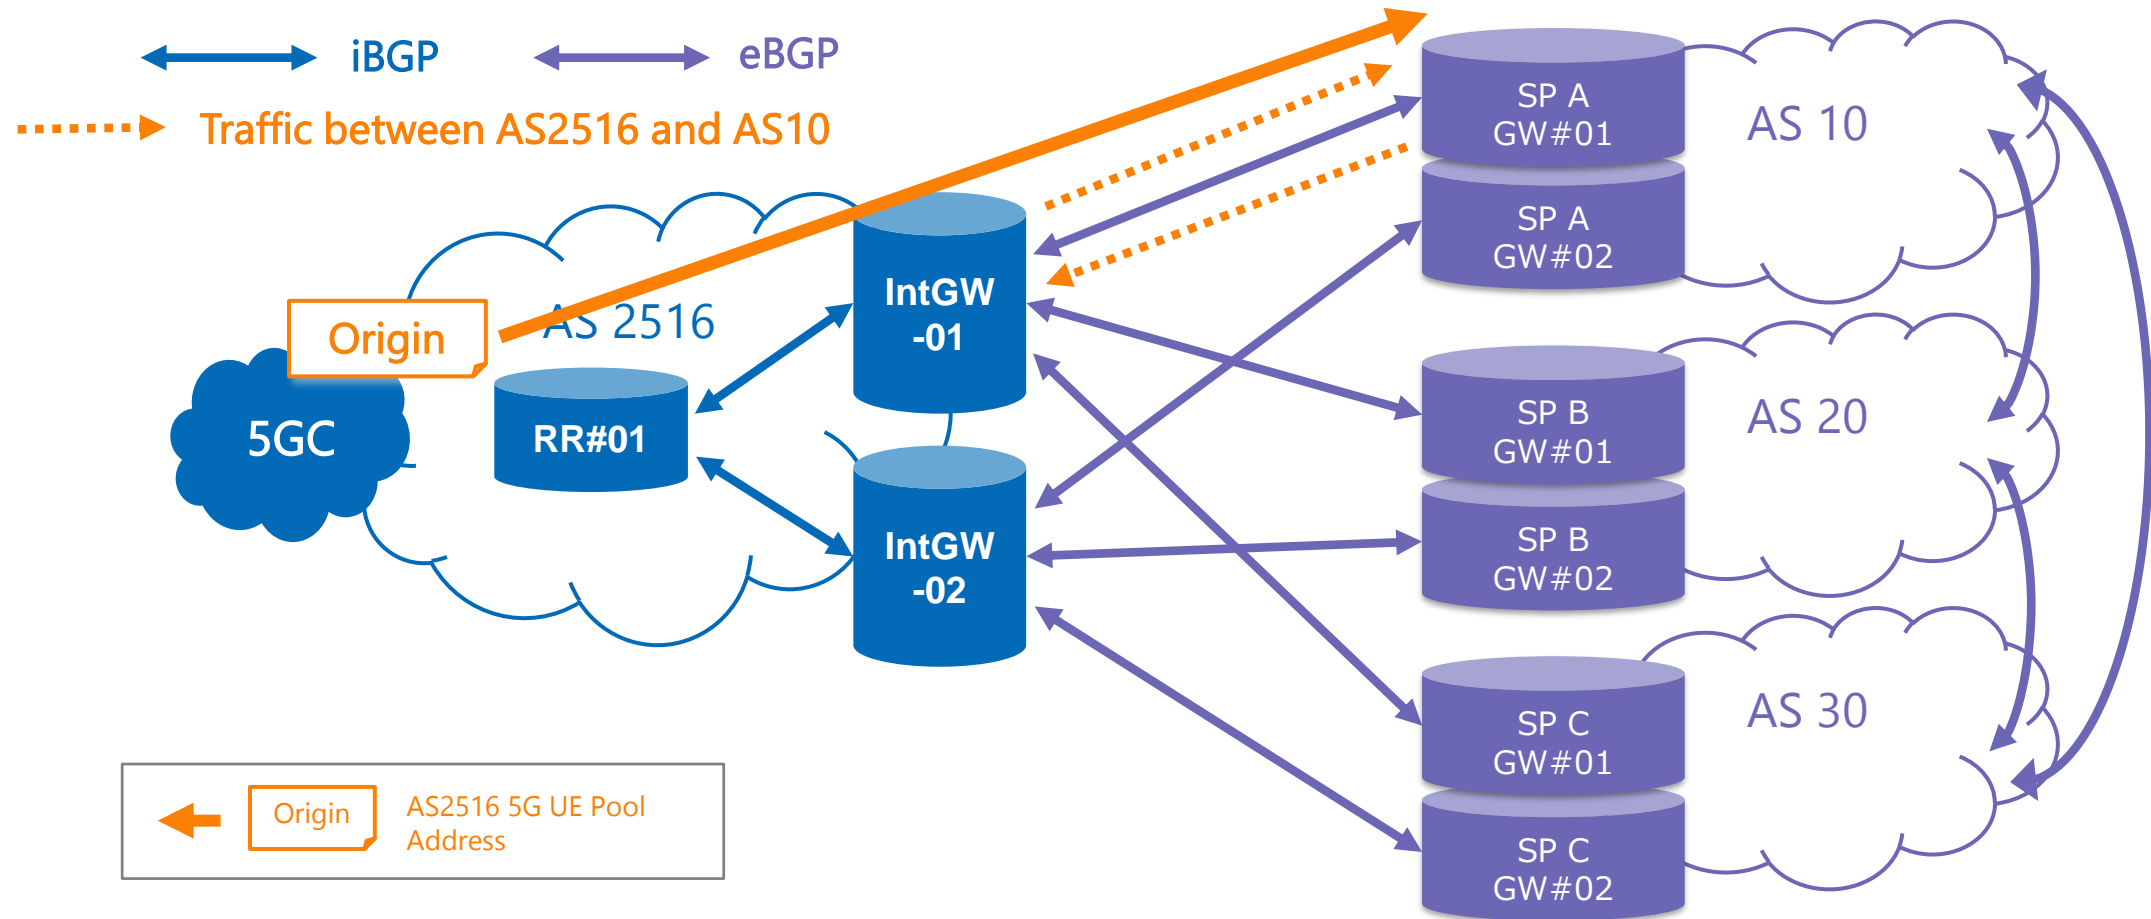 iBGP
eBGP
Traffic between AS2516 and AS10
SP A
GW#01
AS 10
SP A
GW#02
IntGW
-01
Origin
AS 2516
5GC
RR#01
SP B
GW#01
AS 20
IntGW
-02
SP B
GW#02
SP C
GW#01
AS 30
SP C
GW#02
Origin
AS2516 5G UE Pool
Address